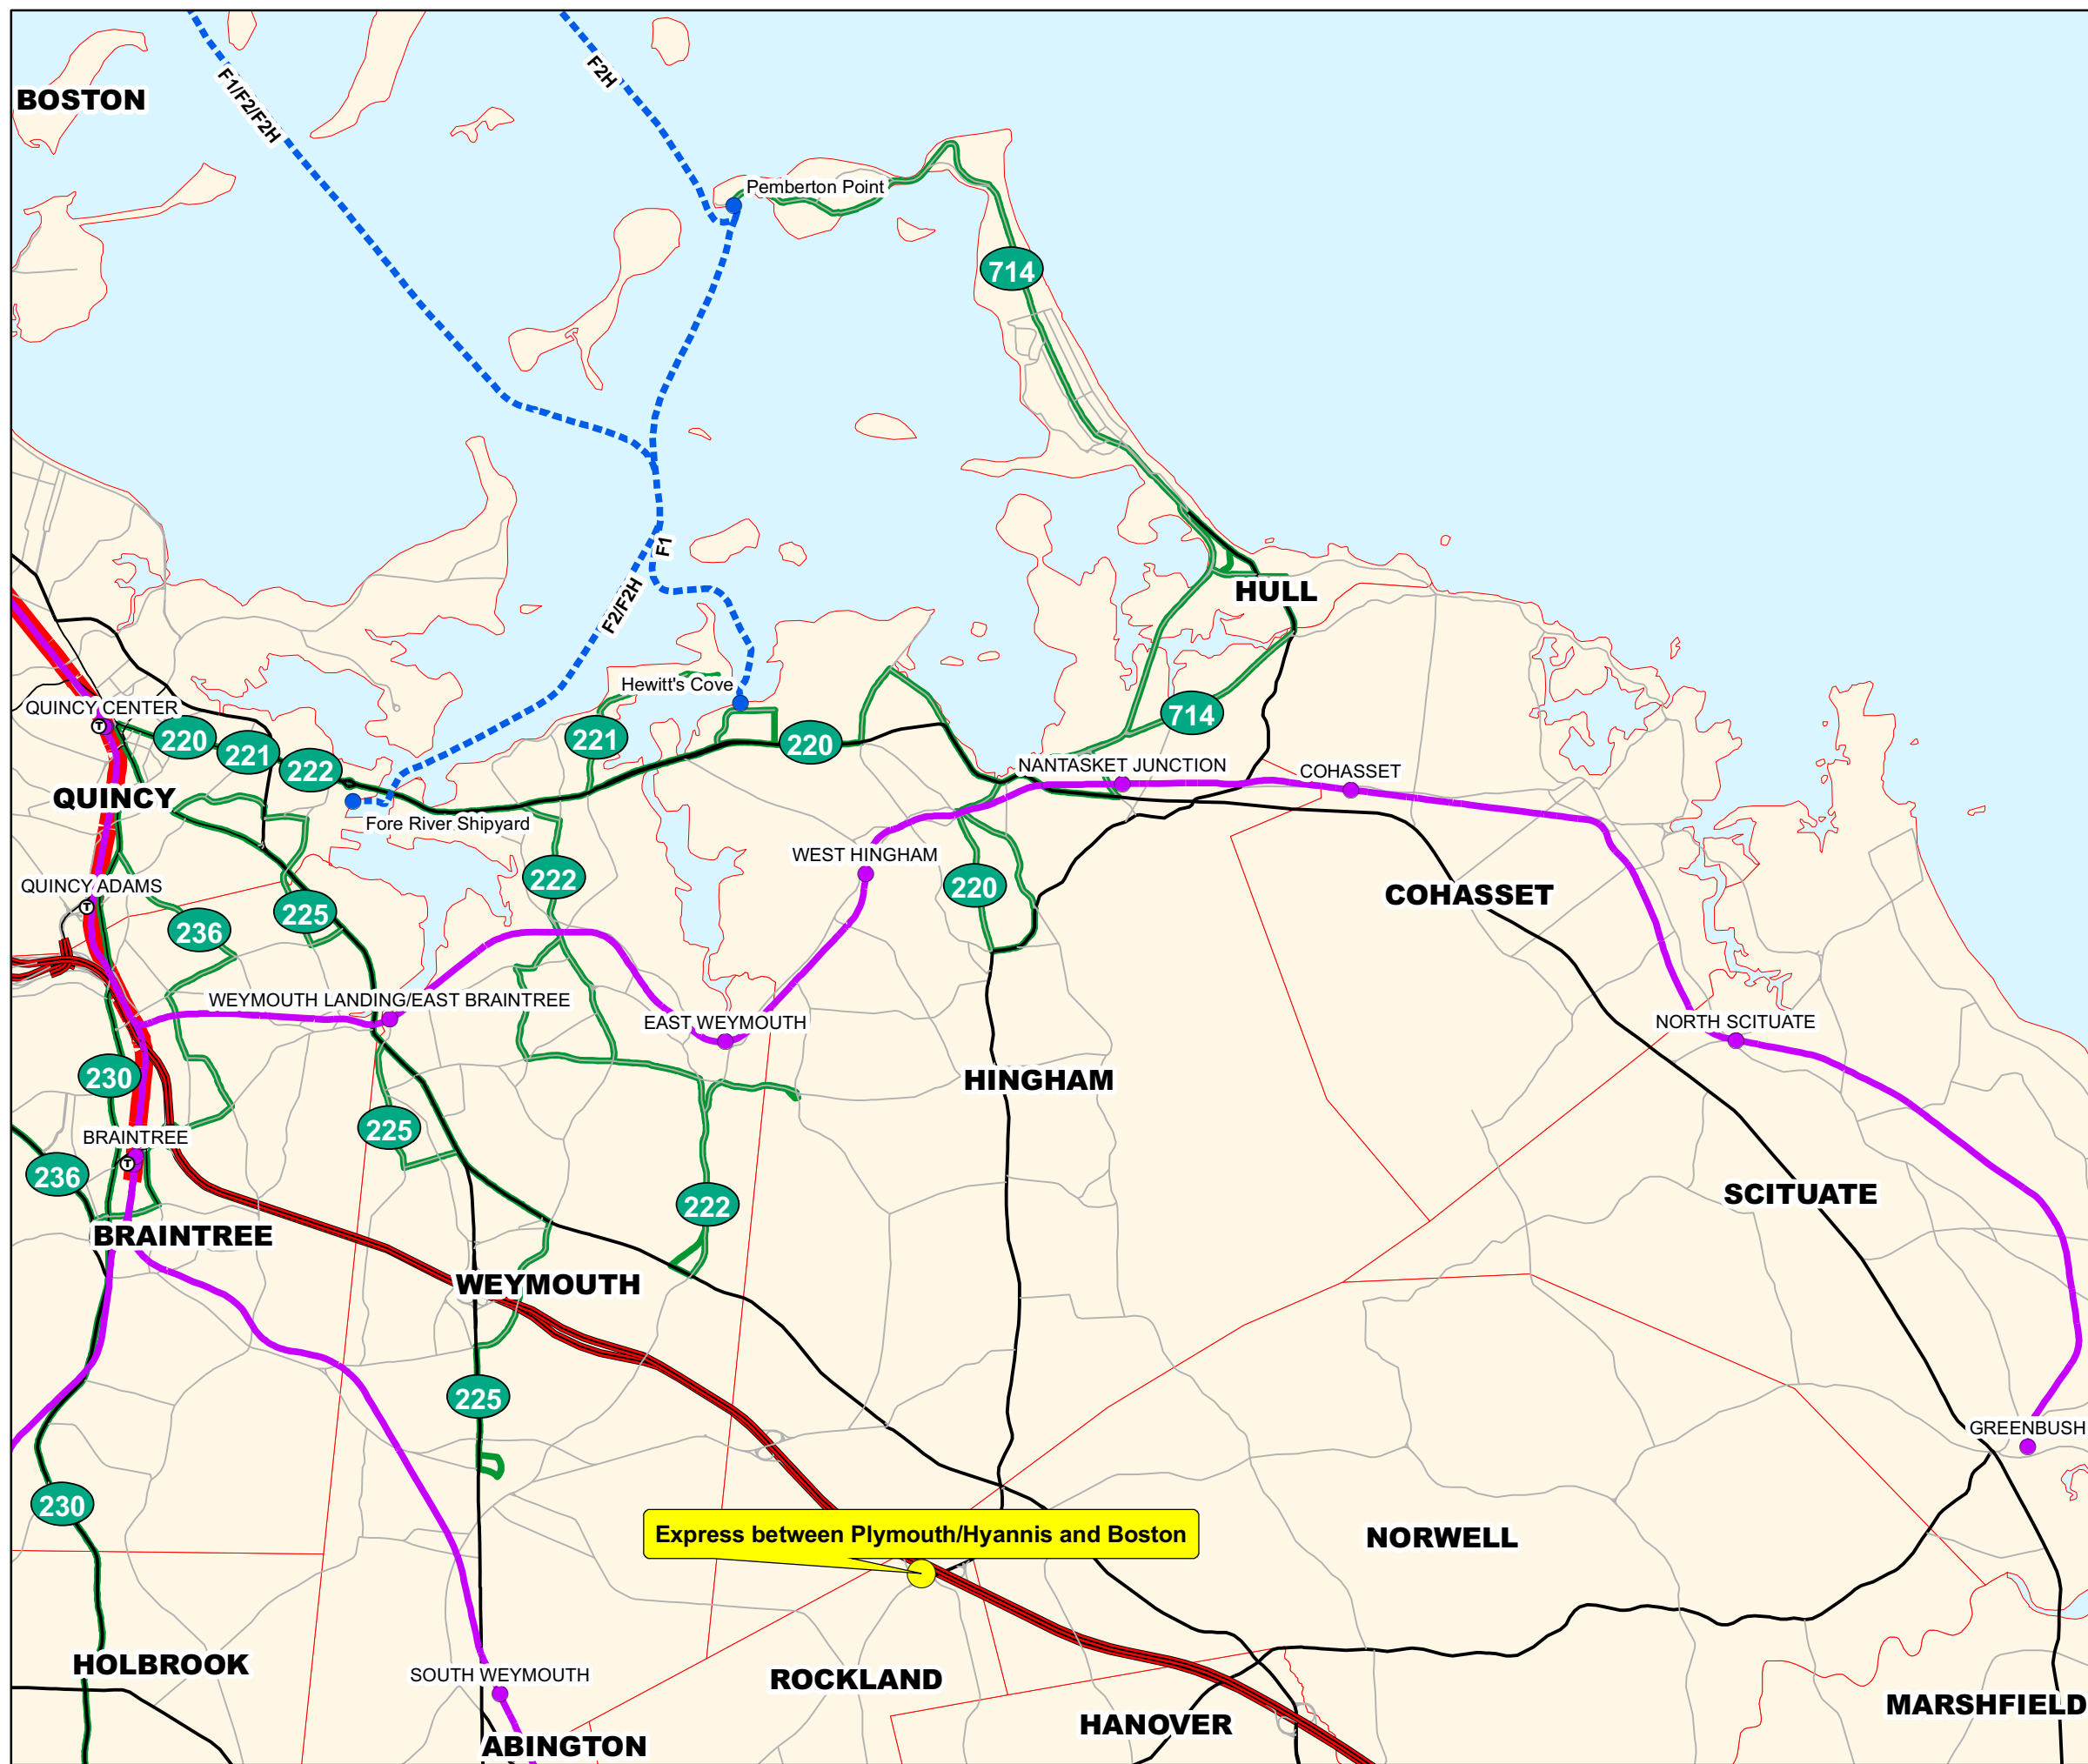 BOSTON
F1/F2/F2H
F2H
Pemberton Point
714
F1
F2/F2H
HULL
Hewitt's Cove
QUINCY CENTER
T
220
221
222
221
220
714
QUINCY
Fore River Shipyard
NANTASKET JUNCTION
COHASSET
WEST HINGHAM
222
220
COHASSET
QUINCY ADAMS
T
236
225
WEYMOUTH LANDING/EAST BRAINTREE
EAST WEYMOUTH
NORTH SCITUATE
230
HINGHAM
225
BRAINTREE
T
236
222
SCITUATE
BRAINTREE
WEYMOUTH
225
GREENBUSH
230
Express between Plymouth/Hyannis and Boston
NORWELL
HOLBROOK
SOUTH WEYMOUTH
ROCKLAND
HANOVER
MARSHFIELD
ABINGTON